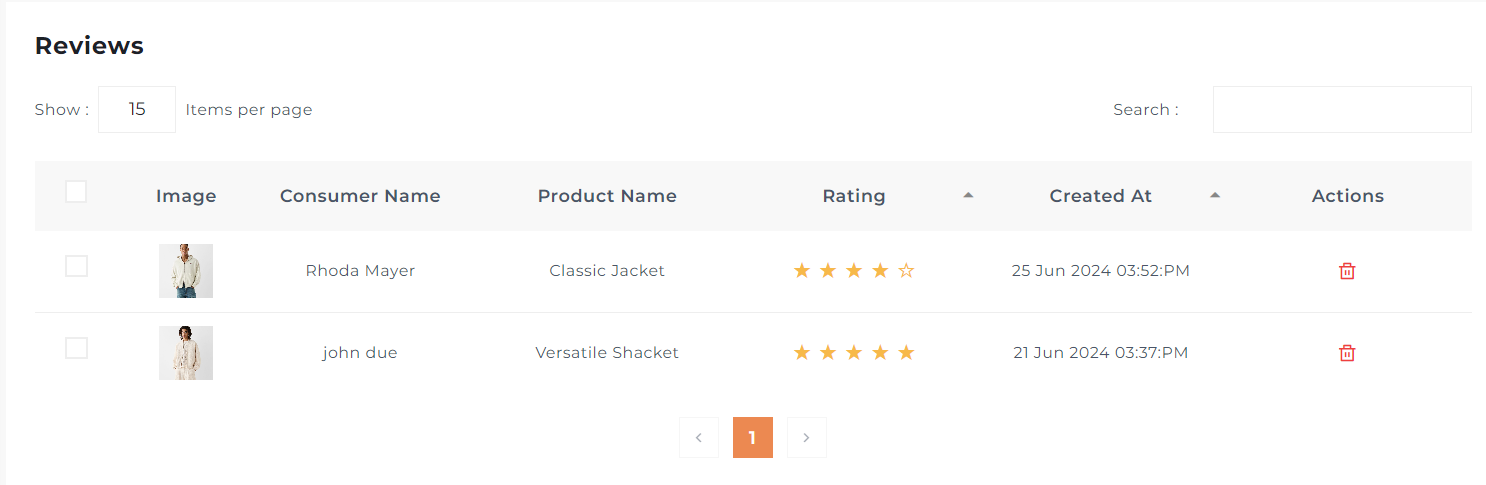 Reviews
Show : 15 Items per page Search :
Image Consumer Name Product Name Rating Created At Actions
Rhoda Mayer Classic Jacket 25 Jun 2024 03:52:PM
john due Versatile Shacket 21 Jun 2024 03:37:PM
1